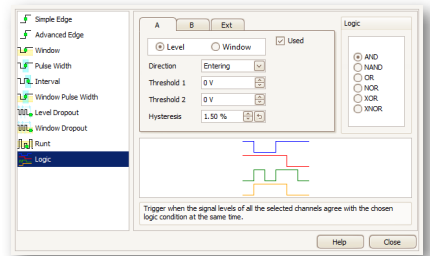 Simple Edge
Advanced Edge
Window
Pulse Width
Interval
Window Pulse Width
Level Dropout
Window Dropout
Runt
Logic
A B Ext
Level Window
Used
Direction Entering
Threshold 1 0 V
Threshold 2 0 V
Hysteresis 1.50 %
Logic
AND
NAND
OR
NOR
XOR
XNOR
Trigger when the signal levels of all the selected channels agree with the chosen
logic condition at the same time.
Help Close